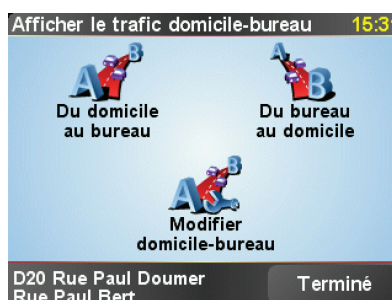 Afficher le trafic domicile-bureau 15:3
B
A
A
B
Du domicile
au bureau
Du bureau
au domicile
B
A
Modifier
domicile-bureau
D20 Rue Paul Doumer
Rue Paul Bert
Terminé